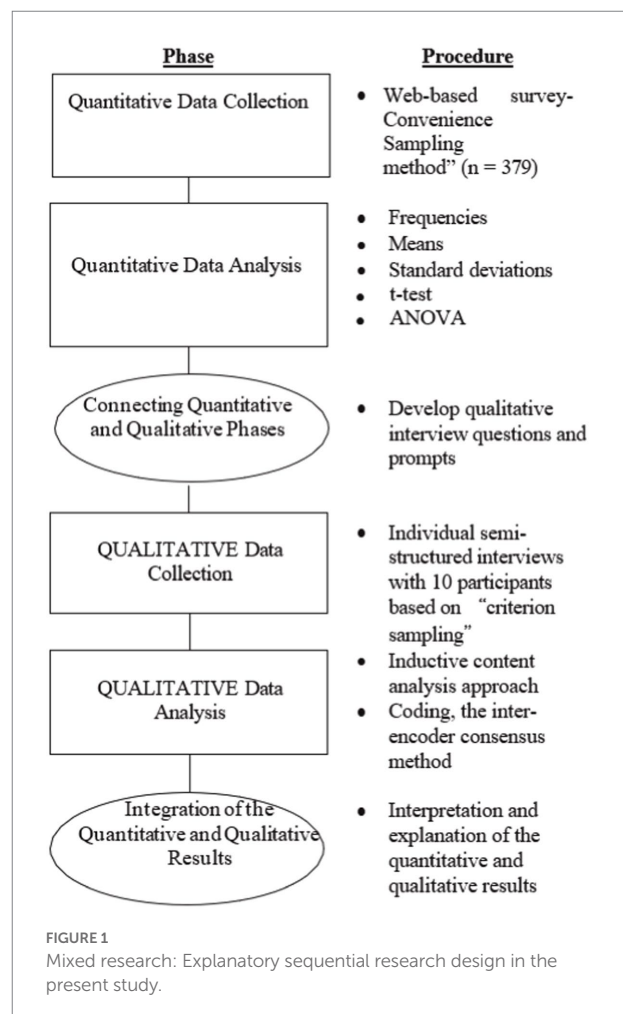 Phase
Procedure
Quantitative Data Collection
• Web-based survey-
Convenience
Sampling
method” (n = 379)
Quantitative Data Analysis
• Frequencies
• Means
• Standard deviations
• t-test
• ANOVA
Connecting Quantitative
and Qualitative Phases
• Develop qualitative
interview questions and
prompts
QUALITATIVE Data
Collection
• Individual semi-
structured interviews
with 10 participants
based on “criterion
sampling”
QUALITATIVE Data
Analysis
• Inductive content
analysis approach
• Coding, the inter-
encoder consensus
method
Integration of the
Quantitative and Qualitative
Results
• Interpretation and
explanation of the
quantitative and
qualitative results
FIGURE 1
Mixed research: Explanatory sequential research design in the
present study.